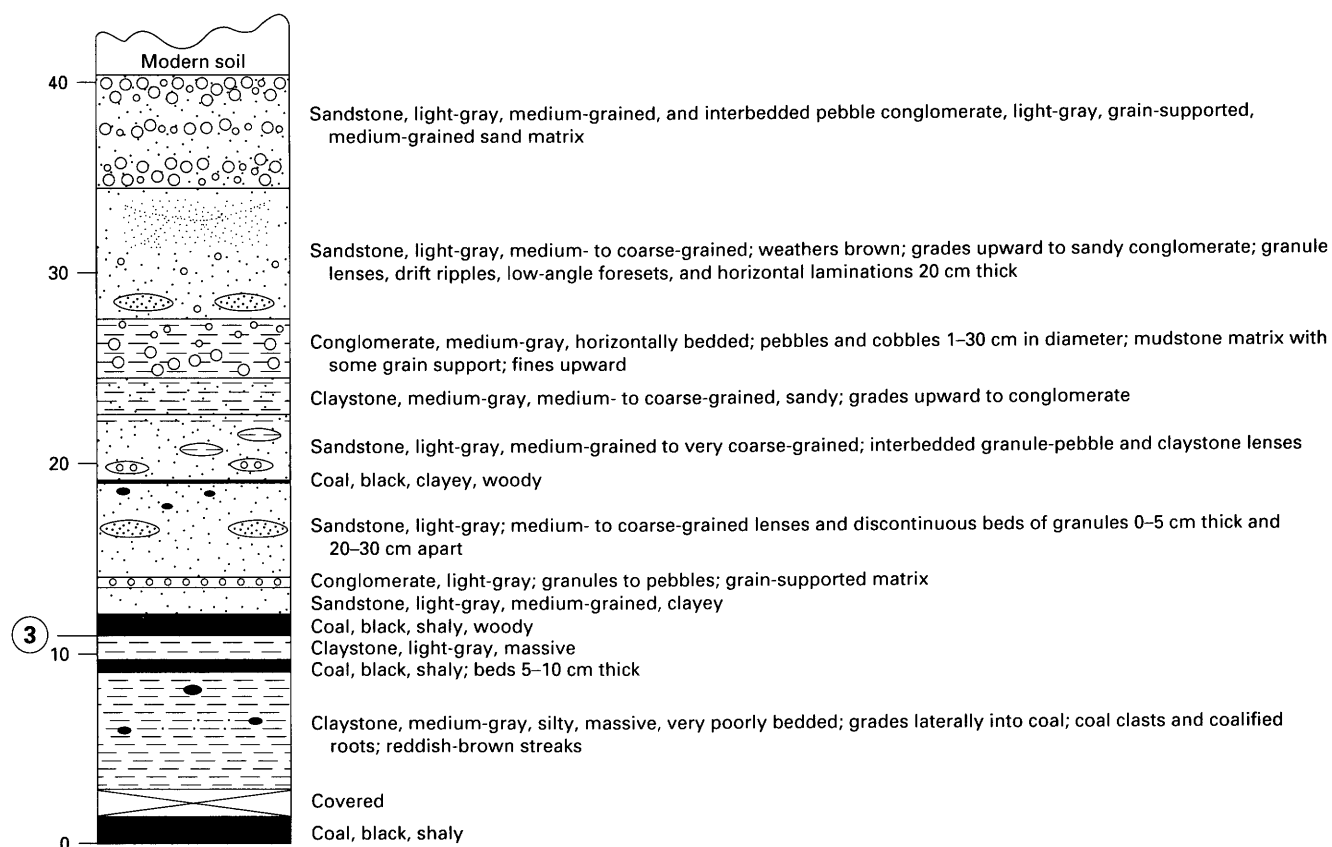 Modern soil
40
Sandstone, light-gray, medium-grained, and interbedded pebble conglomerate, light-gray, grain-supported,
medium-grained sand matrix
Sandstone, light-gray, medium- to coarse-grained; weathers brown; grades upward to sandy conglomerate; granule
lenses, drift ripples, low-angle foresets, and horizontal laminations 20 cm thick
30
Conglomerate, medium-gray, horizontally bedded; pebbles and cobbles 1–30 cm in diameter; mudstone matrix with
some grain support; fines upward
Claystone, medium-gray, medium- to coarse-grained, sandy; grades upward to conglomerate
Sandstone, light-gray, medium-grained to very coarse-grained; interbedded granule-pebble and claystone lenses
20
Coal, black, clayey, woody
Sandstone, light-gray; medium- to coarse-grained lenses and discontinuous beds of granules 0–5 cm thick and
20–30 cm apart
Conglomerate, light-gray; granules to pebbles; grain-supported matrix
Sandstone, light-gray, medium-grained, clayey
Coal, black, shaly, woody
3
Claystone, light-gray, massive
10
Coal, black, shaly; beds 5–10 cm thick
Claystone, medium-gray, silty, massive, very poorly bedded; grades laterally into coal; coal clasts and coalified
roots; reddish-brown streaks
Covered
Coal, black, shaly
0